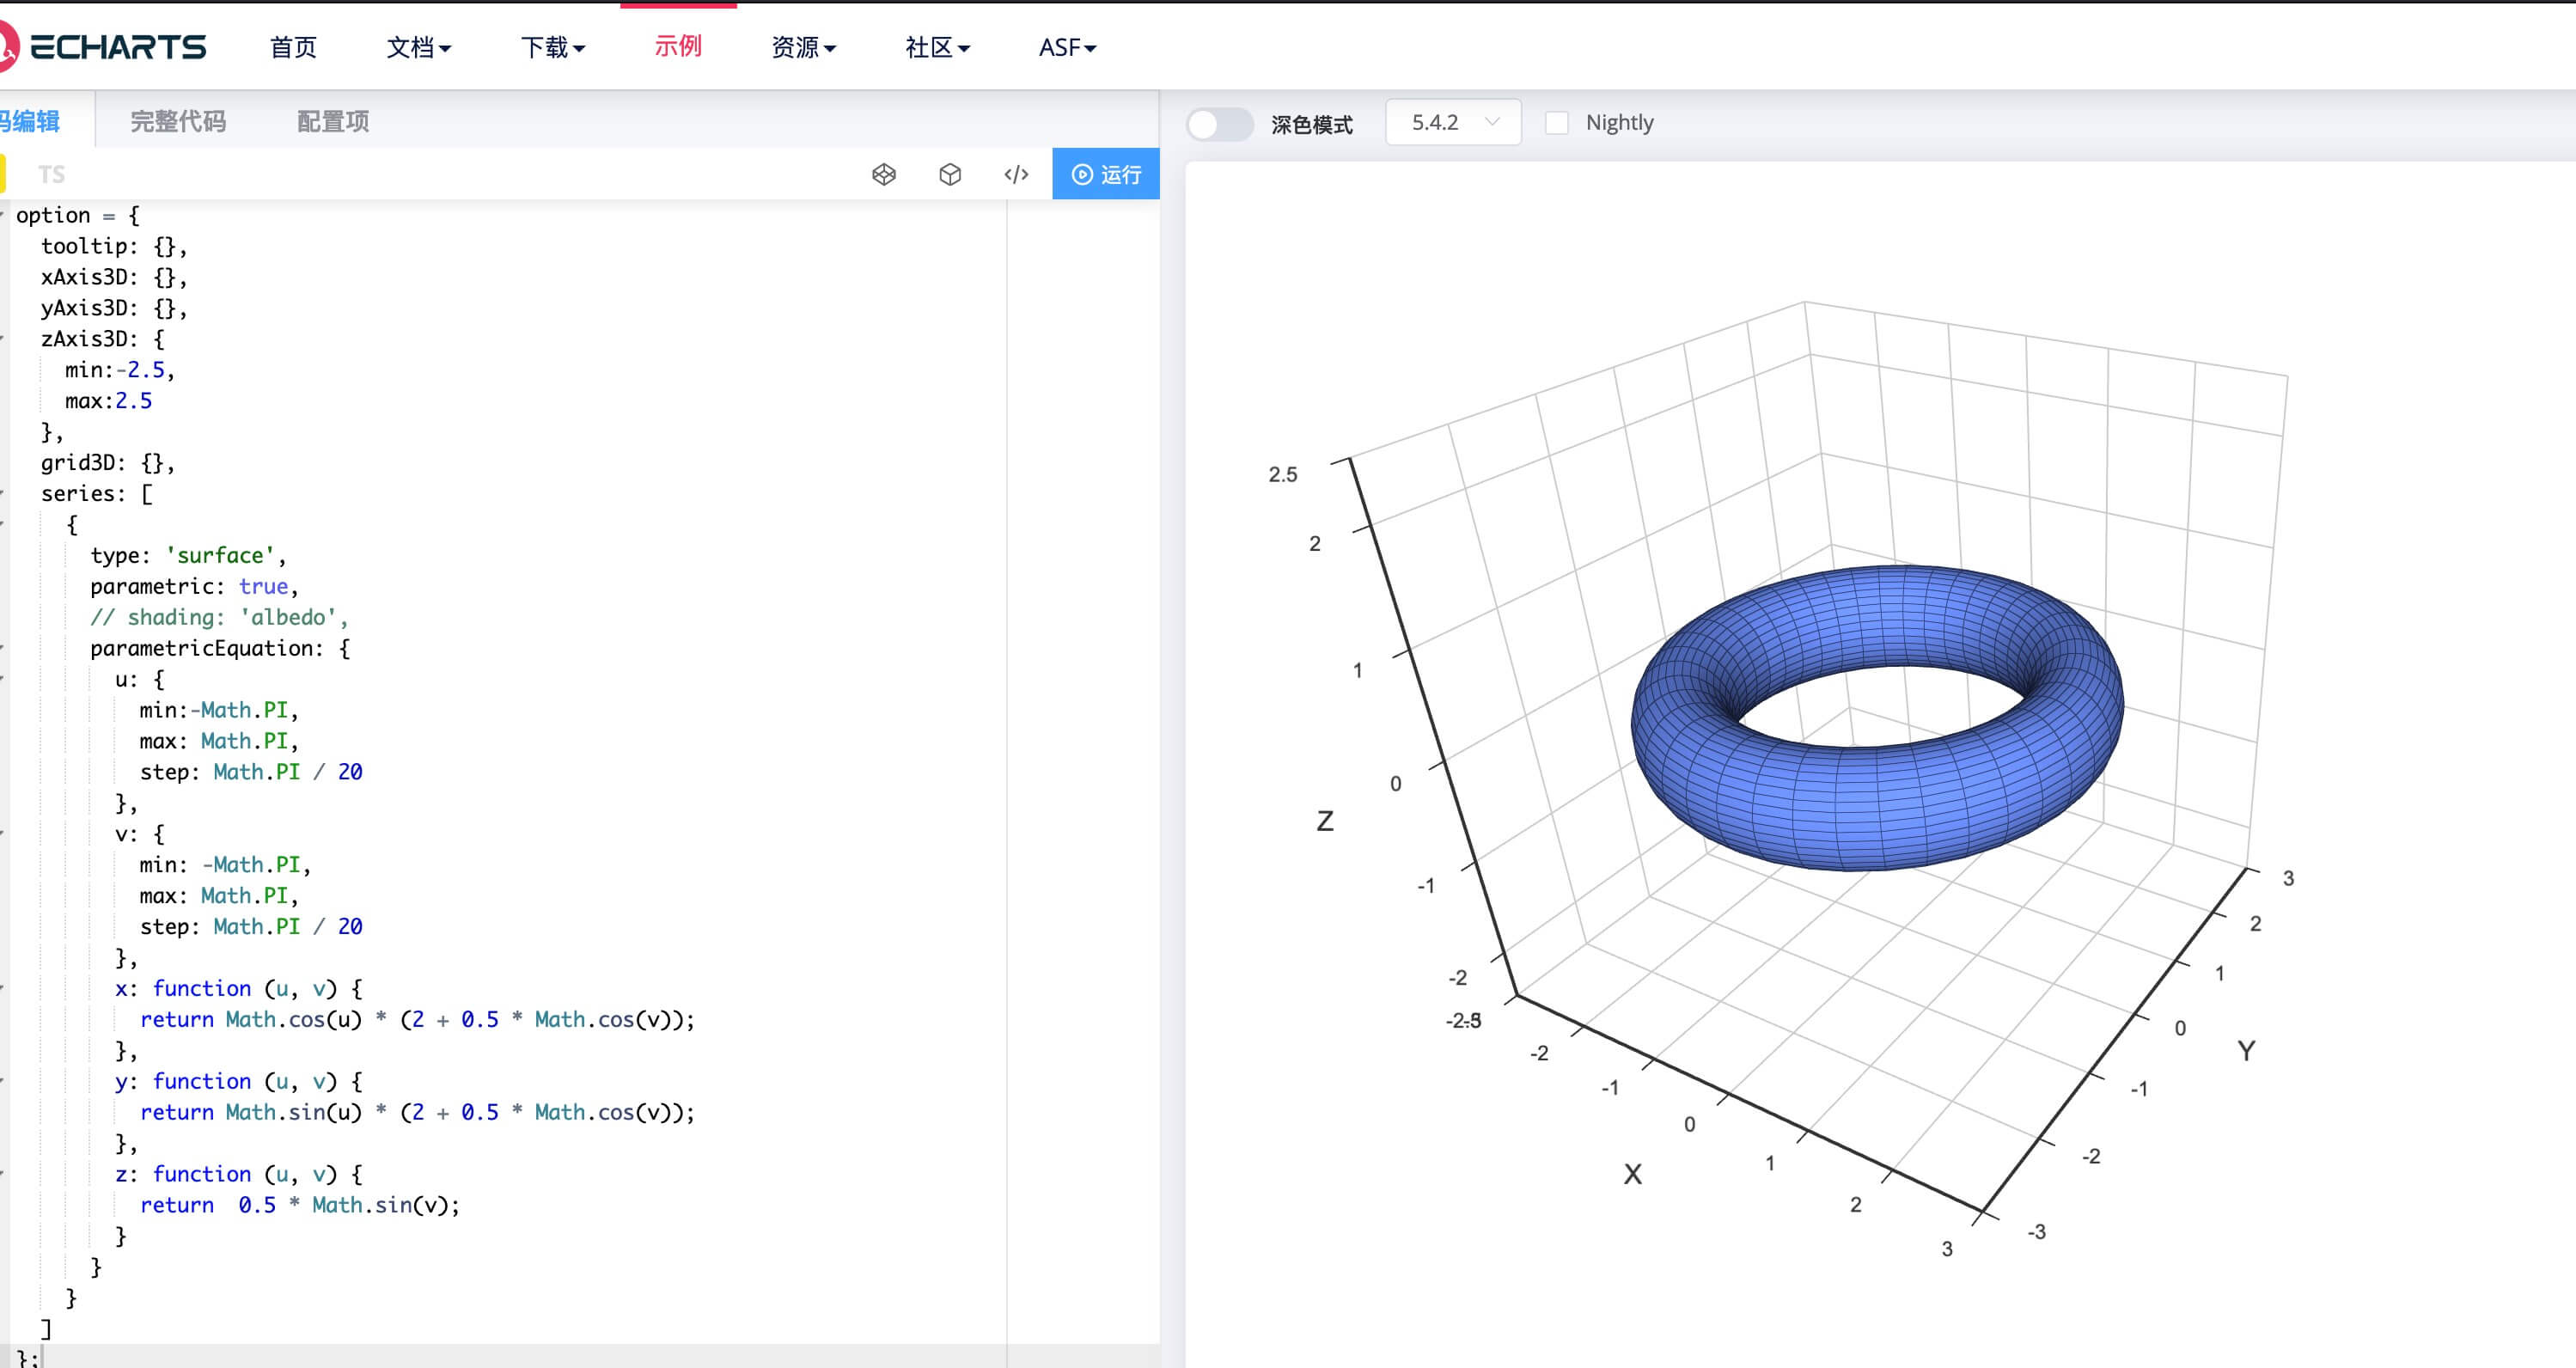 ECHARTS 首页 文档 下载 示例 资源 社区 ASF
码编辑 完整代码 配置项
TS
运行
option = {
tooltip: {},
xAxis3D: {},
yAxis3D: {},
zAxis3D: {
min:-2.5,
max:2.5
},
grid3D: {},
series: [
{
type: 'surface',
parametric: true,
// shading: 'albedo',
parametricEquation: {
u: {
min:-Math.PI,
max: Math.PI,
step: Math.PI / 20
},
v: {
min: -Math.PI,
max: Math.PI,
step: Math.PI / 20
},
x: function (u, v) {
return Math.cos(u) * (2 + 0.5 * Math.cos(v));
},
y: function (u, v) {
return Math.sin(u) * (2 + 0.5 * Math.cos(v));
},
z: function (u, v) {
return  0.5 * Math.sin(v);
}
}
}
]
};
深色模式 5.4.2 Nightly
2.5
2
1
0
Z
-1
-2
-2.5
-3
-2
-1
0
X
1
2
3
3
2
1
0
Y
-1
-2
-3